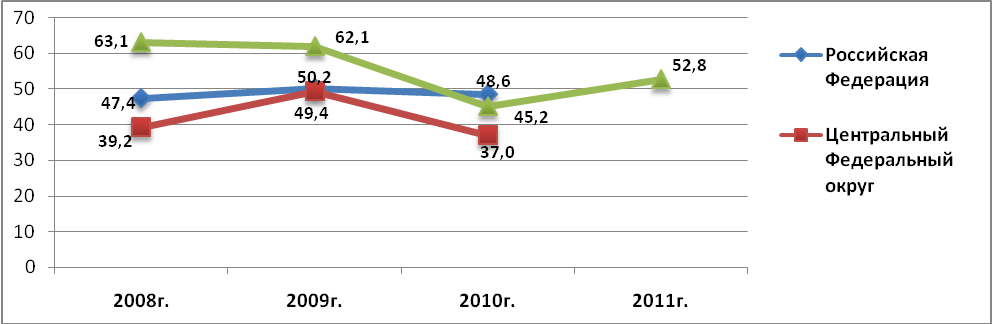 70
60
50
40
30
20
10
0
63,1
62,1
52,8
47,4
50,2
48,6
39,2
49,4
45,2
37,0
2008г.
2009г.
2010г.
2011г.
Российская
Федерация
Центральный
Федеральный
округ